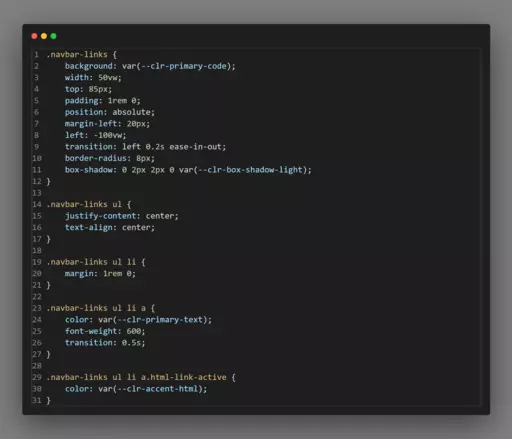 1 .navbar-links {
2 background: var(--clr-primary-code);
3 width: 50vw;
4 top: 85px;
5 padding: 1rem 0;
6 position: absolute;
7 margin-left: 20px;
8 left: -100vw;
9 transition: left 0.2s ease-in-out;
10 border-radius: 8px;
11 box-shadow: 0 2px 2px 0 var(--clr-box-shadow-light);
12 }
13
14 .navbar-links ul {
15 justify-content: center;
16 text-align: center;
17 }
18
19 .navbar-links ul li {
20 margin: 1rem 0;
21 }
22
23 .navbar-links ul li a {
24 color: var(--clr-primary-text);
25 font-weight: 600;
26 transition: 0.5s;
27 }
28
29 .navbar-links ul li a.html-link-active {
30 color: var(--clr-accent-html);
31 }